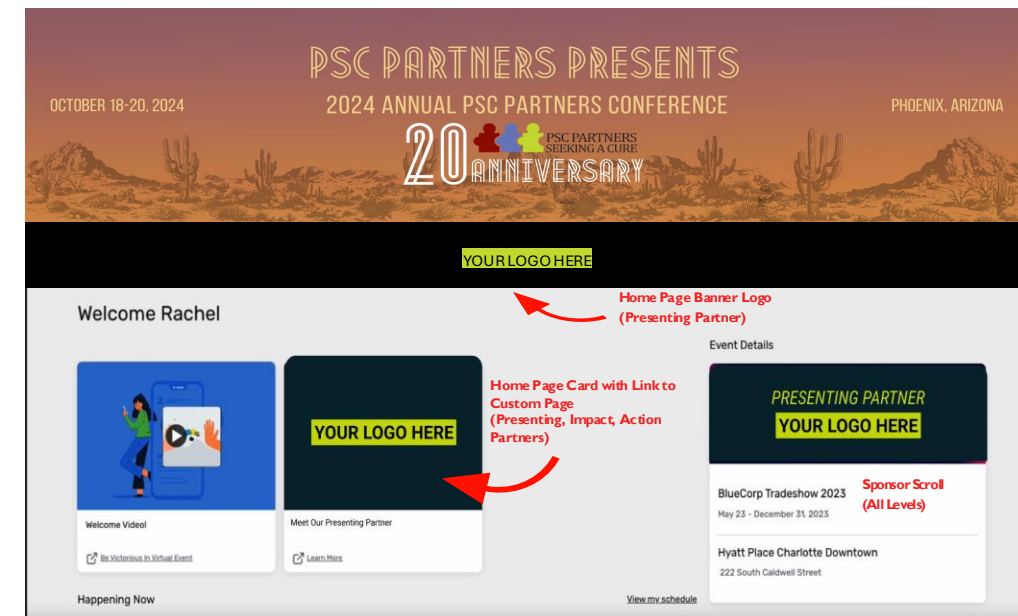 PSC PARTNERS PRESENTS
OCTOBER 18-20, 2024
2024 ANNUAL PSC PARTNERS CONFERENCE
PHOENIX, ARIZONA
20
PSC PARTNERS
SEEKING A CURE
ANNIVERSARY
YOUR LOGO HERE
Home Page Banner Logo
(Presenting Partner)
Welcome Rachel
Event Details
Home Page Card with Link to
Custom Page
(Presenting, Impact, Action
Partners)
YOUR LOGO HERE
PRESENTING PARTNER
YOUR LOGO HERE
Welcome Video!
Be Victorious In Virtual Event
Meet Our Presenting Partner
Learn More
BlueCorp Tradeshow 2023
May 23 - December 31, 2023
Sponsor Scroll
(All Levels)
Hyatt Place Charlotte Downtown
222 South Caldwell Street
Happening Now
View my schedule